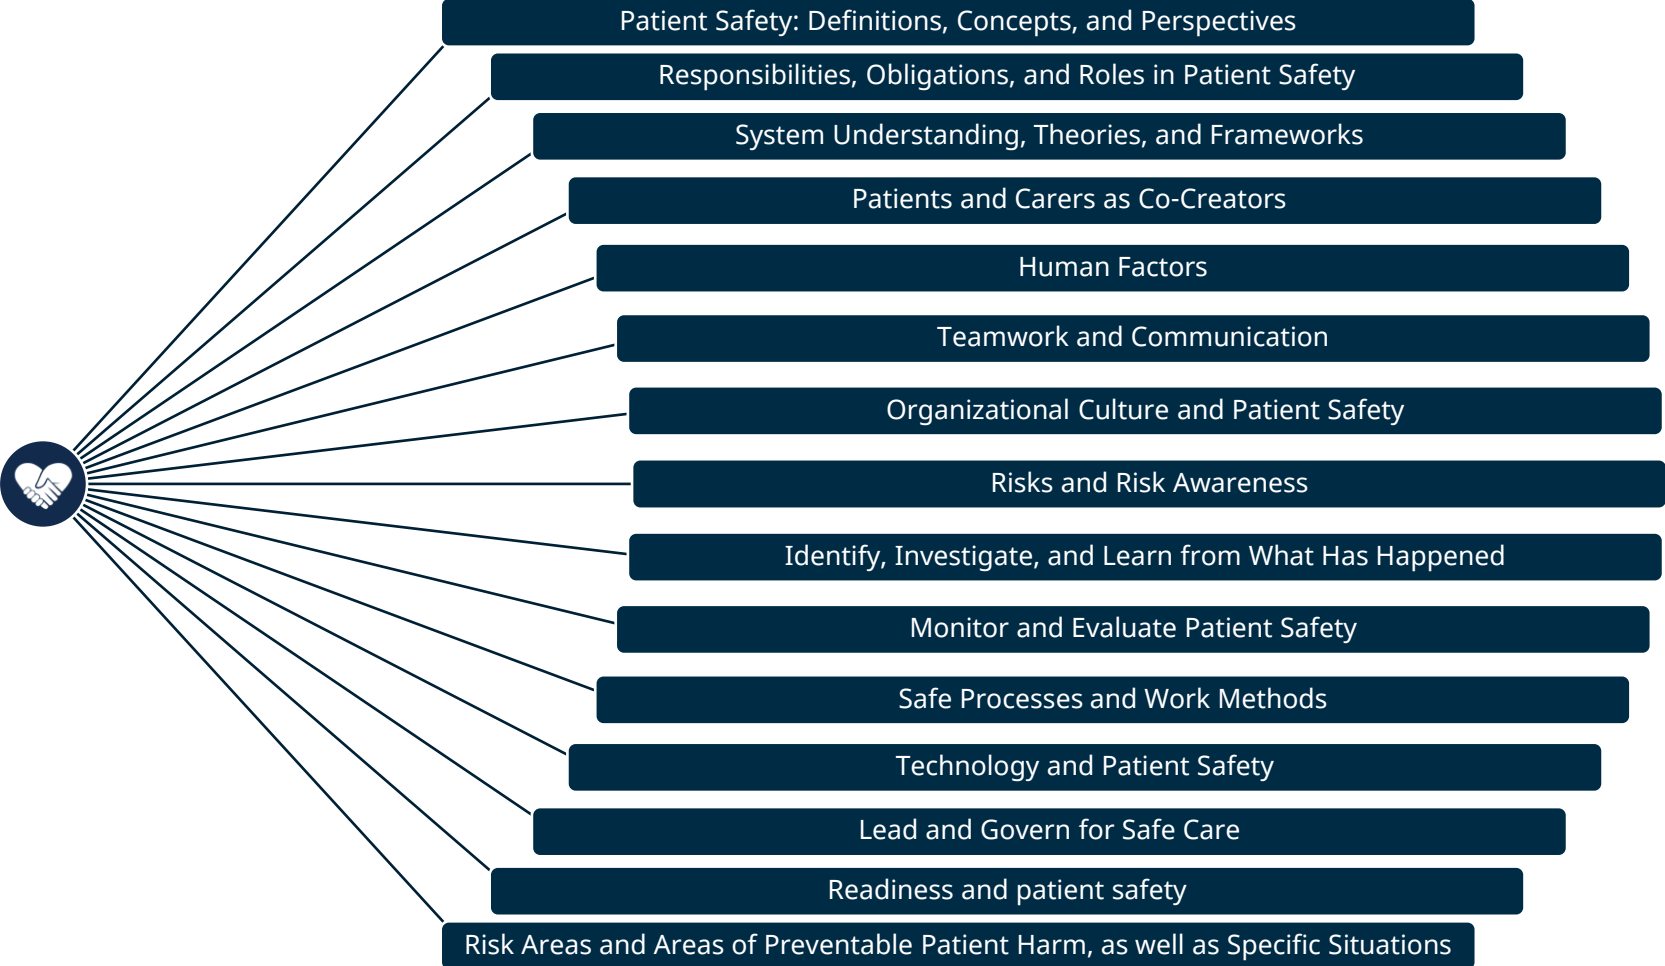 Patient Safety: Definitions, Concepts, and Perspectives
Responsibilities, Obligations, and Roles in Patient Safety
System Understanding, Theories, and Frameworks
Patients and Carers as Co-Creators
Human Factors
Teamwork and Communication
Organizational Culture and Patient Safety
Risks and Risk Awareness
Identify, Investigate, and Learn from What Has Happened
Monitor and Evaluate Patient Safety
Safe Processes and Work Methods
Technology and Patient Safety
Lead and Govern for Safe Care
Readiness and patient safety
Risk Areas and Areas of Preventable Patient Harm, as well as Specific Situations